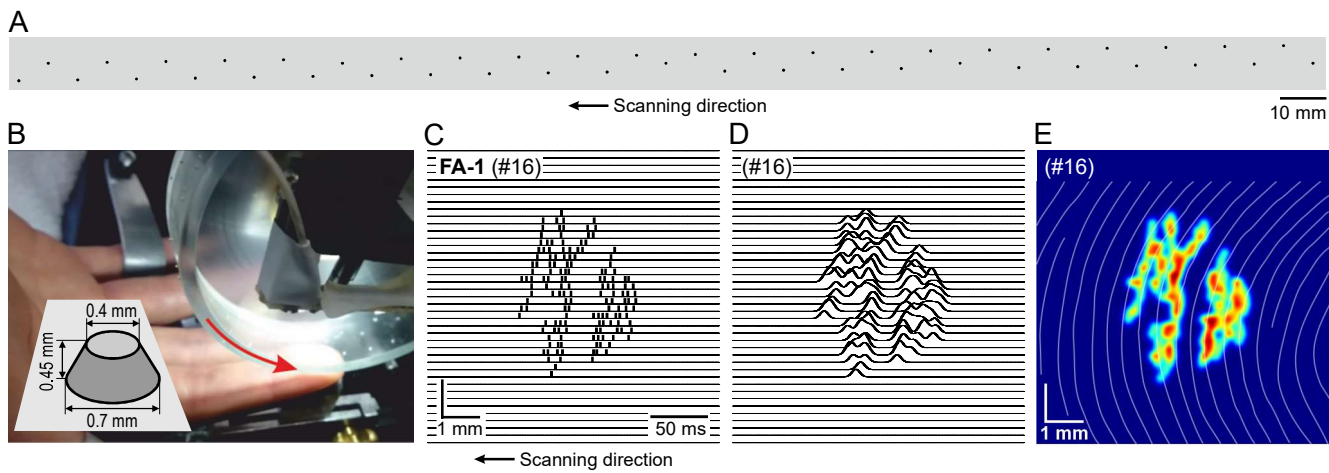 A
Scanning direction
10 mm
B
0.4 mm
0.45 mm
0.7 mm
C
FA-1 (#16)
1 mm
50 ms
Scanning direction
D
(#16)
E
(#16)
1 mm